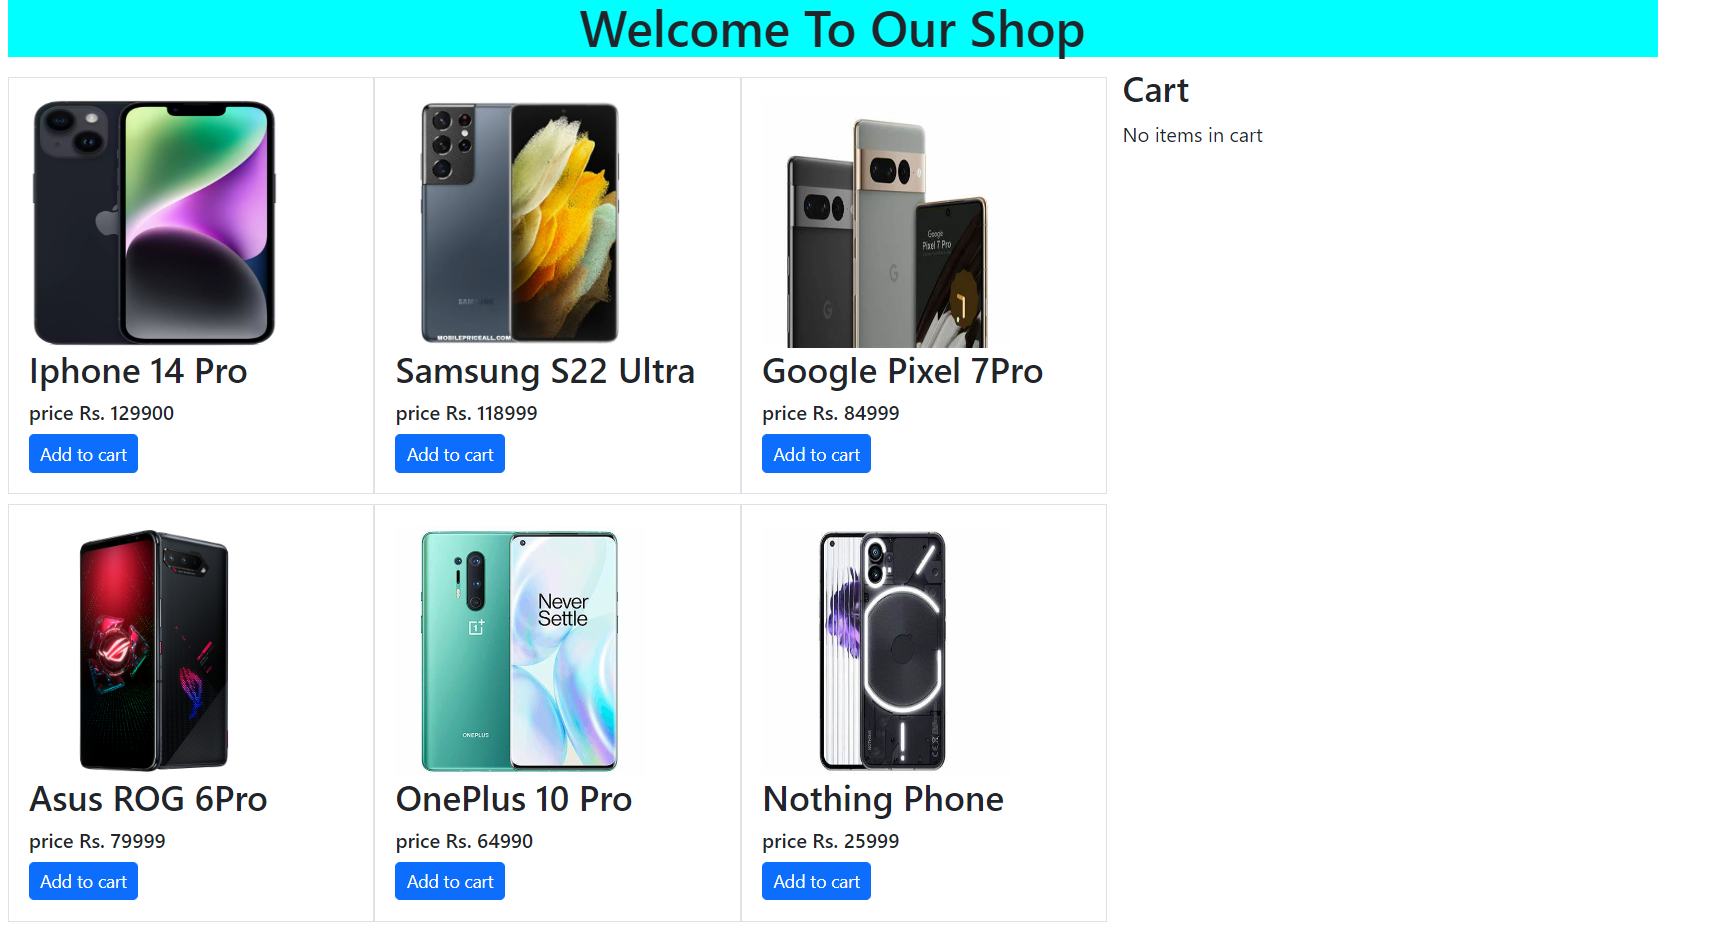 Welcome To Our Shop
Cart
No items in cart
SAMSUNG
MOBILEPRICEALL.COM
Google
Pixel 7 Pro
Iphone 14 Pro
price Rs. 129900
Add to cart
Samsung S22 Ultra
price Rs. 118999
Add to cart
Google Pixel 7Pro
price Rs. 84999
Add to cart
Never
Settle
ONEPLUS
Asus ROG 6Pro
price Rs. 79999
Add to cart
OnePlus 10 Pro
price Rs. 64990
Add to cart
Nothing Phone
price Rs. 25999
Add to cart